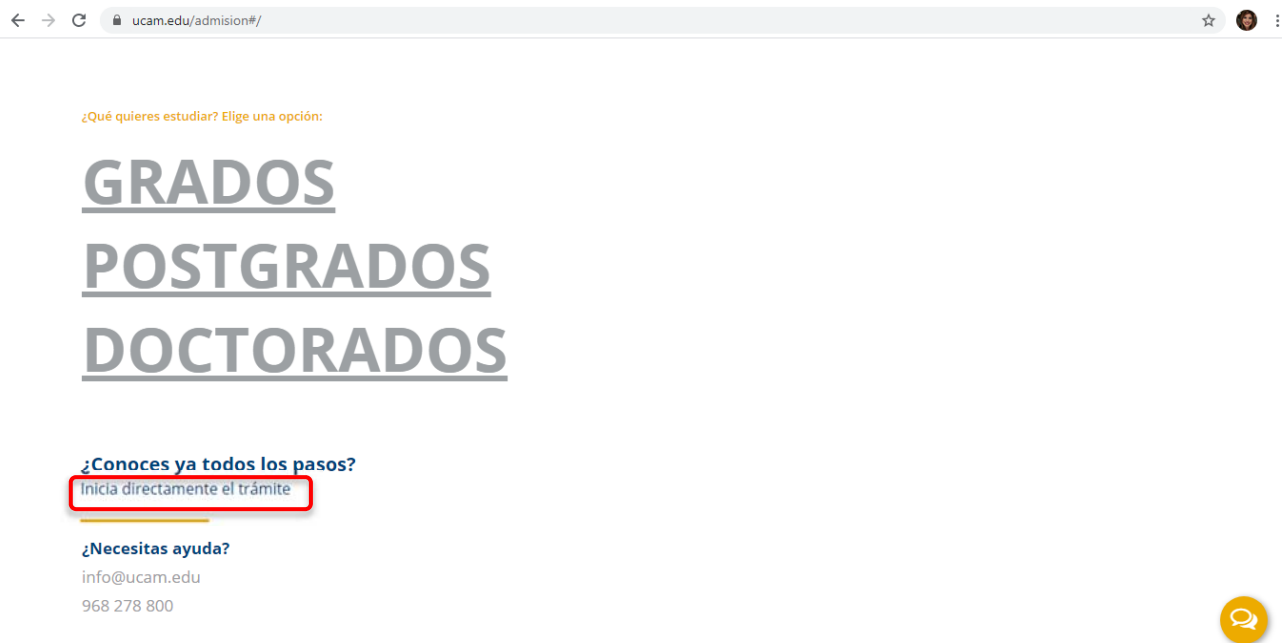 ucam.edu/admision#/
¿Qué quieres estudiar? Elige una opción:
GRADOS
POSTGRADOS
DOCTORADOS
¿Conoces ya todos los pasos?
Inicia directamente el trámite
¿Necesitas ayuda?
info@ucam.edu
968 278 800